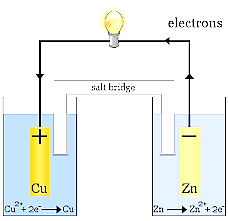 electrons
salt bridge
+
−
Cu
Zn
Cu²⁺ + 2e⁻ ⟶ Cu
Zn ⟶ Zn²⁺ + 2e⁻